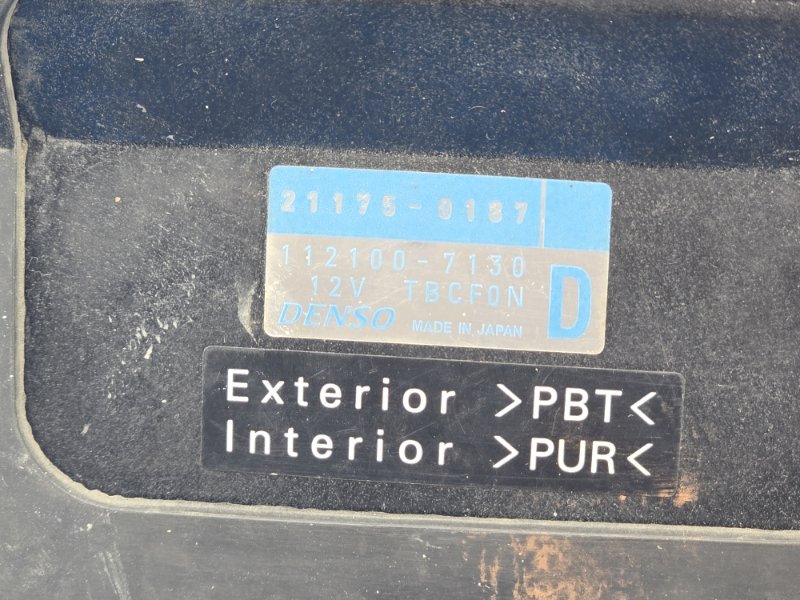 21175-0187
112100-7130
12V TBCF0N
D
DENSO MADE IN JAPAN
Exterior >PBT<
Interior >PUR<